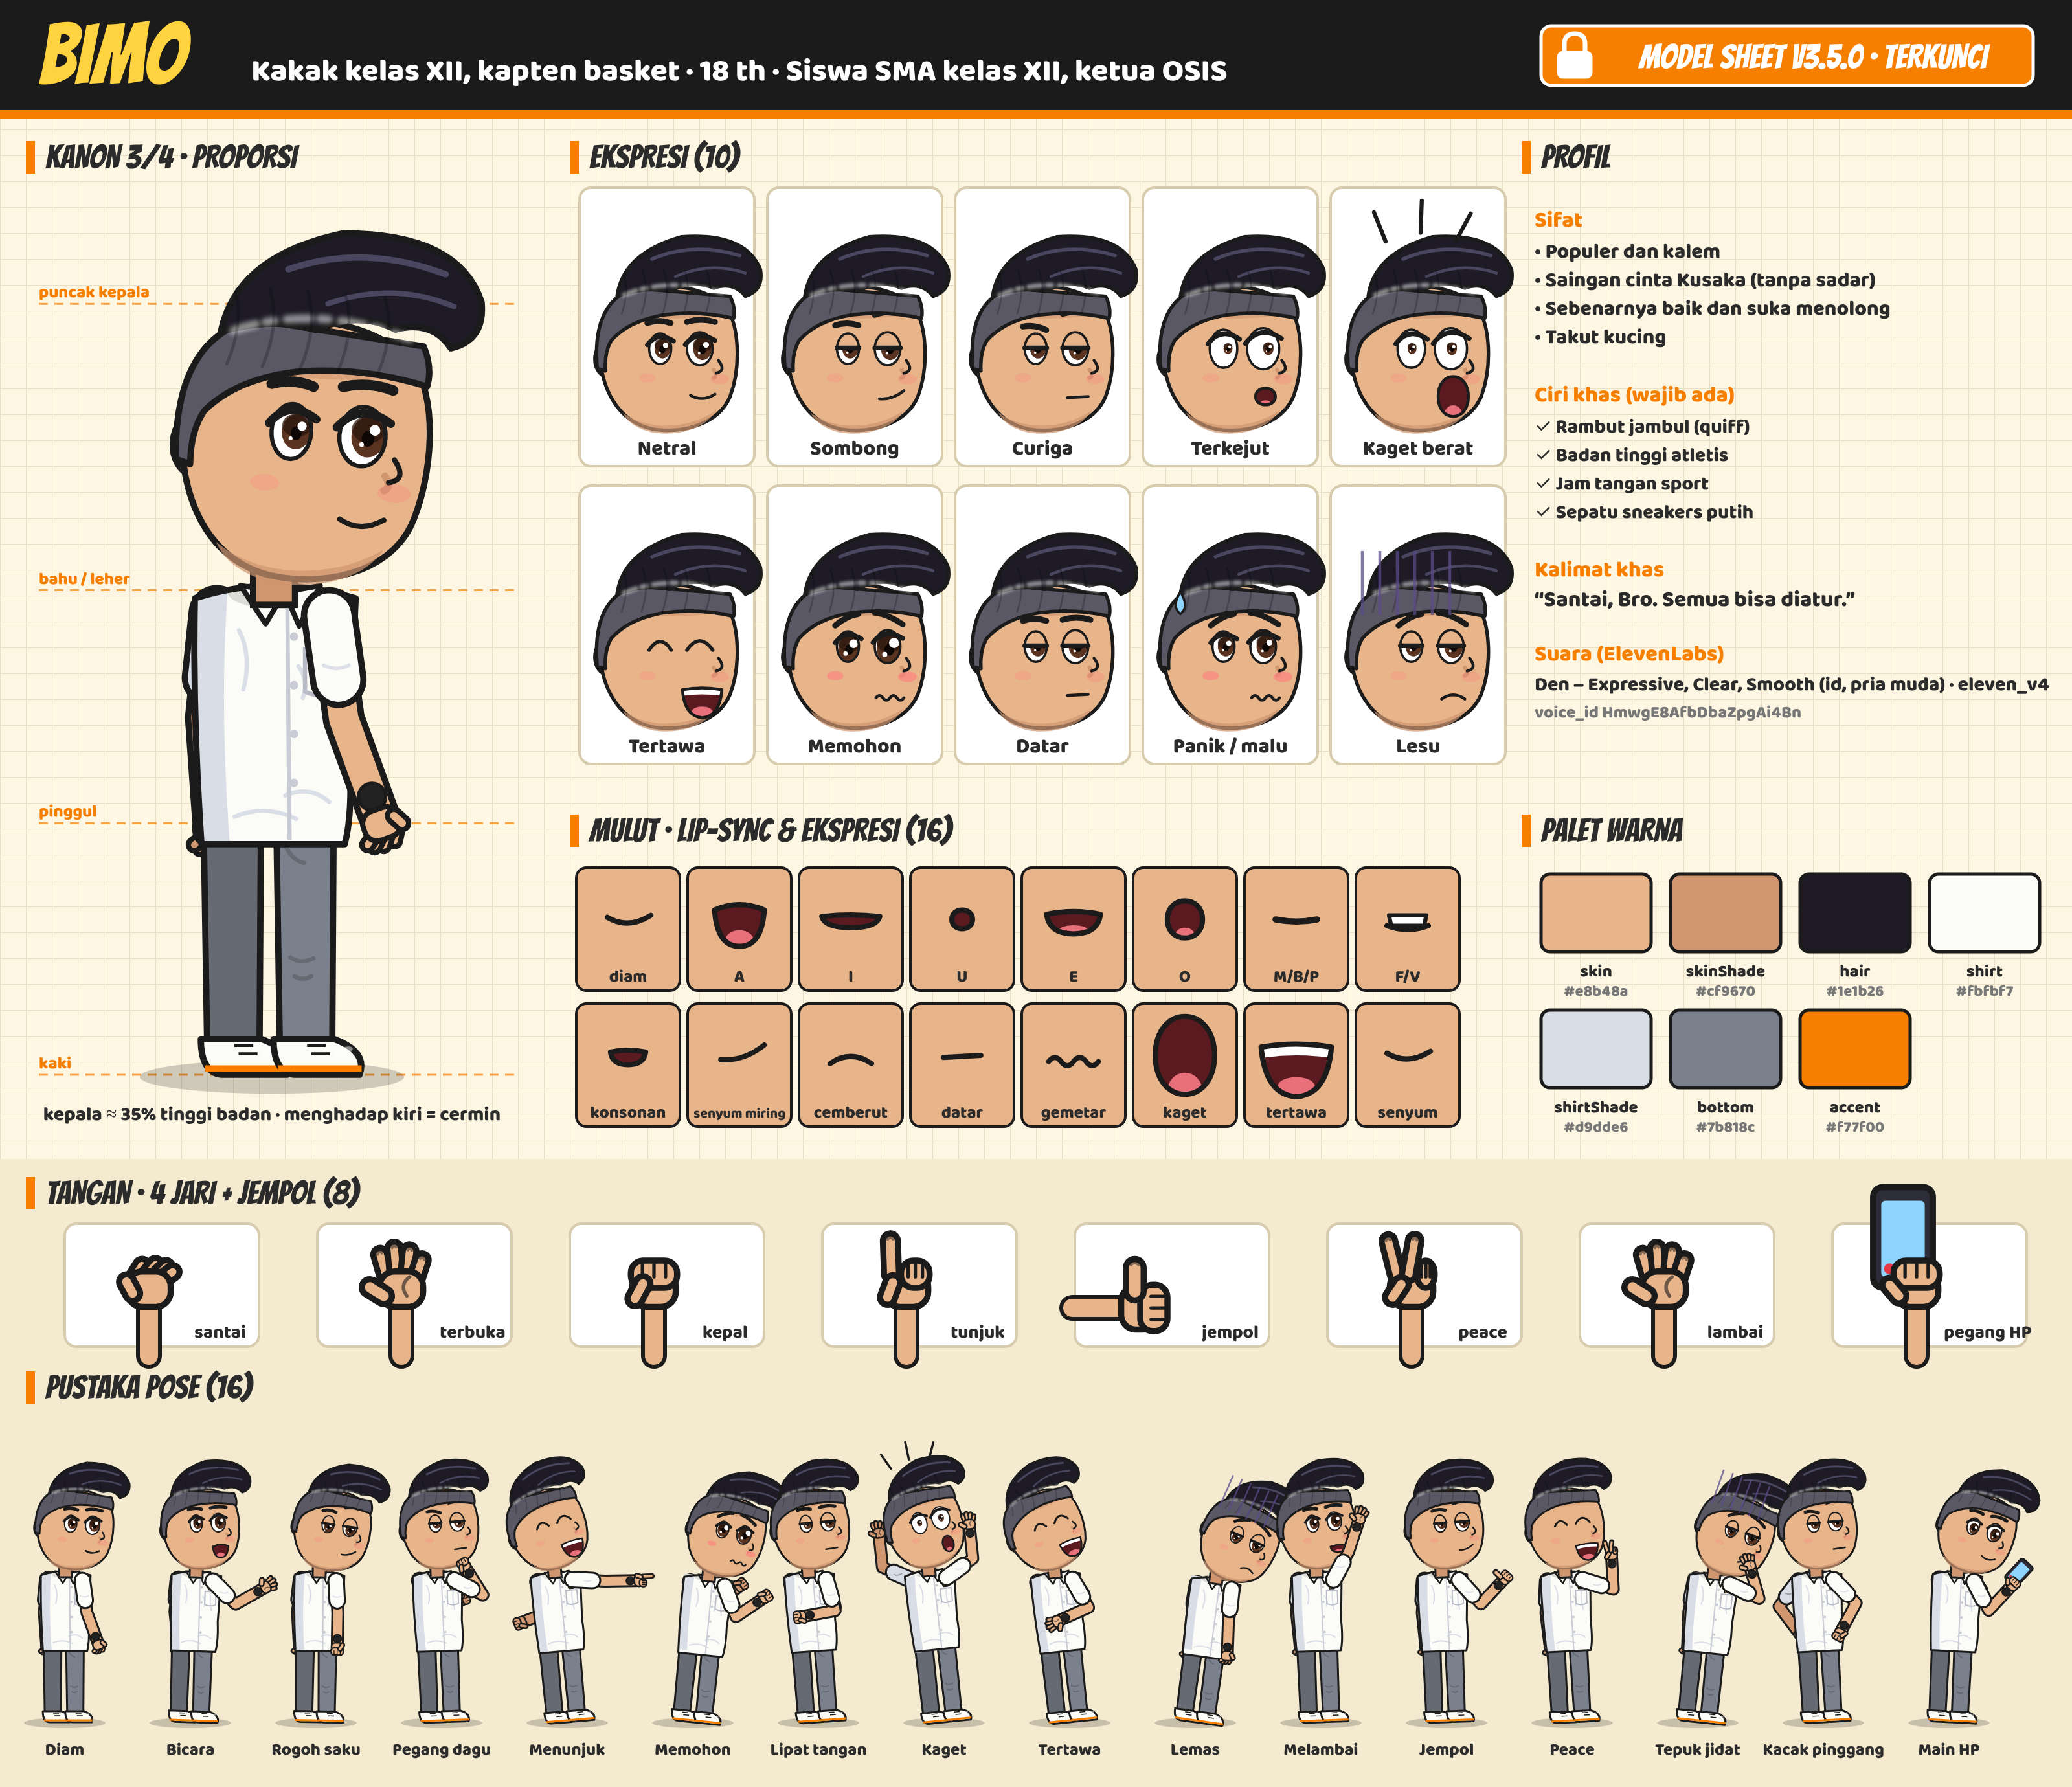 BIMO
Kakak kelas XII, kapten basket · 18 th · Siswa SMA kelas XII, ketua OSIS
MODEL SHEET V3.5.0 · TERKUNCI
KANON 3/4 · PROPORSI
puncak kepala
bahu / leher
pinggul
kaki
kepala ≈ 35% tinggi badan · menghadap kiri = cermin
EKSPRESI (10)
Netral
Sombong
Curiga
Terkejut
Kaget berat
Tertawa
Memohon
Datar
Panik / malu
Lesu
MULUT · LIP-SYNC & EKSPRESI (16)
diam
A
I
U
E
O
M/B/P
F/V
konsonan
senyum miring
cemberut
datar
gemetar
kaget
tertawa
senyum
PROFIL
Sifat
• Populer dan kalem
• Saingan cinta Kusaka (tanpa sadar)
• Sebenarnya baik dan suka menolong
• Takut kucing
Ciri khas (wajib ada)
✓ Rambut jambul (quiff)
✓ Badan tinggi atletis
✓ Jam tangan sport
✓ Sepatu sneakers putih
Kalimat khas
“Santai, Bro. Semua bisa diatur.”
Suara (ElevenLabs)
Den – Expressive, Clear, Smooth (id, pria muda) · eleven_v4
voice_id HmwgE8AfbDbaZpgAi4Bn
PALET WARNA
skin
#e8b48a
skinShade
#cf9670
hair
#1e1b26
shirt
#fbfbf7
shirtShade
#d9dde6
bottom
#7b818c
accent
#f77f00
TANGAN · 4 JARI + JEMPOL (8)
santai
terbuka
kepal
tunjuk
jempol
peace
lambai
pegang HP
PUSTAKA POSE (16)
Diam
Bicara
Rogoh saku
Pegang dagu
Menunjuk
Memohon
Lipat tangan
Kaget
Tertawa
Lemas
Melambai
Jempol
Peace
Tepuk jidat
Kacak pinggang
Main HP